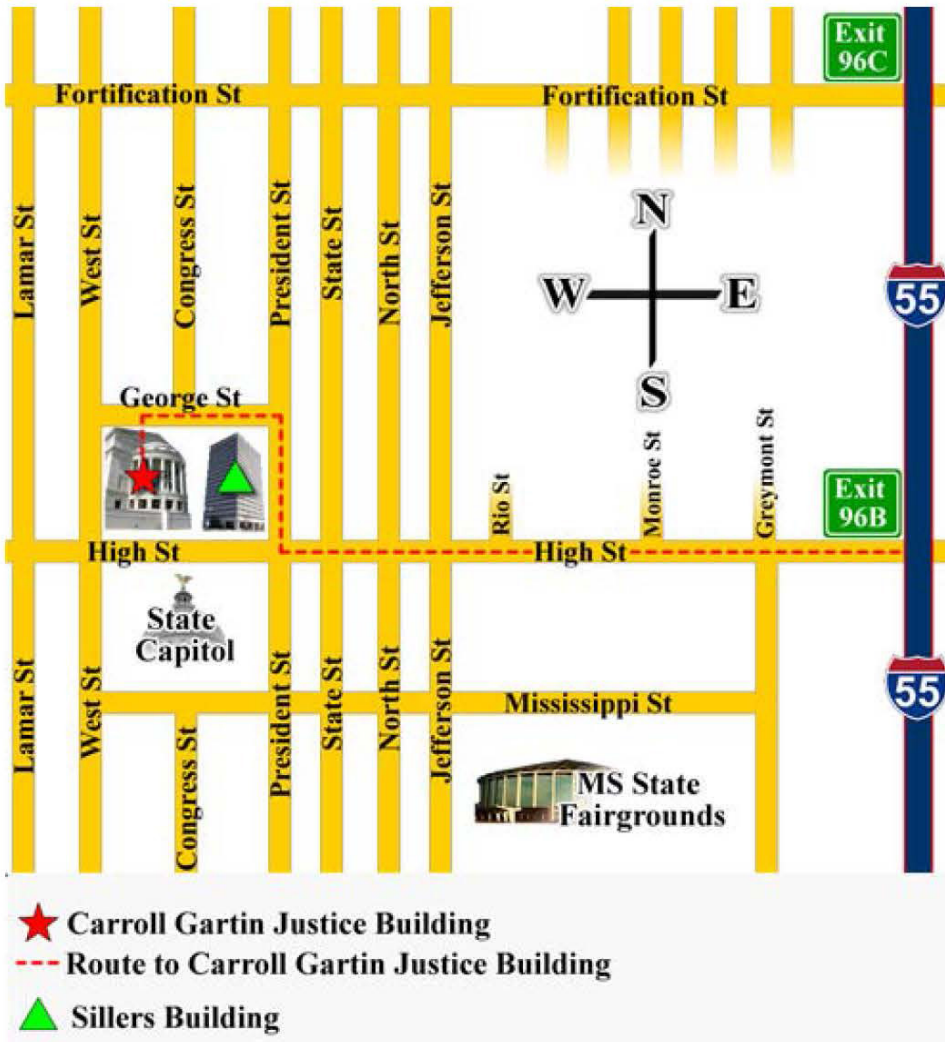 Exit
96C
Fortification St
Fortification St
Lamar St
West St
Congress St
President St
State St
North St
Jefferson St
N
W
E
S
55
George St
Rio St
Monroe St
Greymont St
Exit
96B
High St
High St
State
Capitol
Lamar St
West St
Congress St
President St
State St
North St
Jefferson St
55
Mississippi St
MS State
Fairgrounds
Carroll Gartin Justice Building
Route to Carroll Gartin Justice Building
Sillers Building